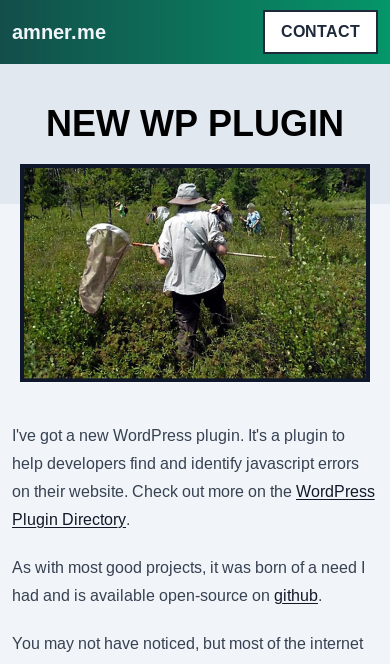 amner.me
CONTACT
NEW WP PLUGIN
I've got a new WordPress plugin. It's a plugin to
help developers find and identify javascript errors
on their website. Check out more on the WordPress
Plugin Directory.
As with most good projects, it was born of a need I
had and is available open-source on github.
You may not have noticed, but most of the internet